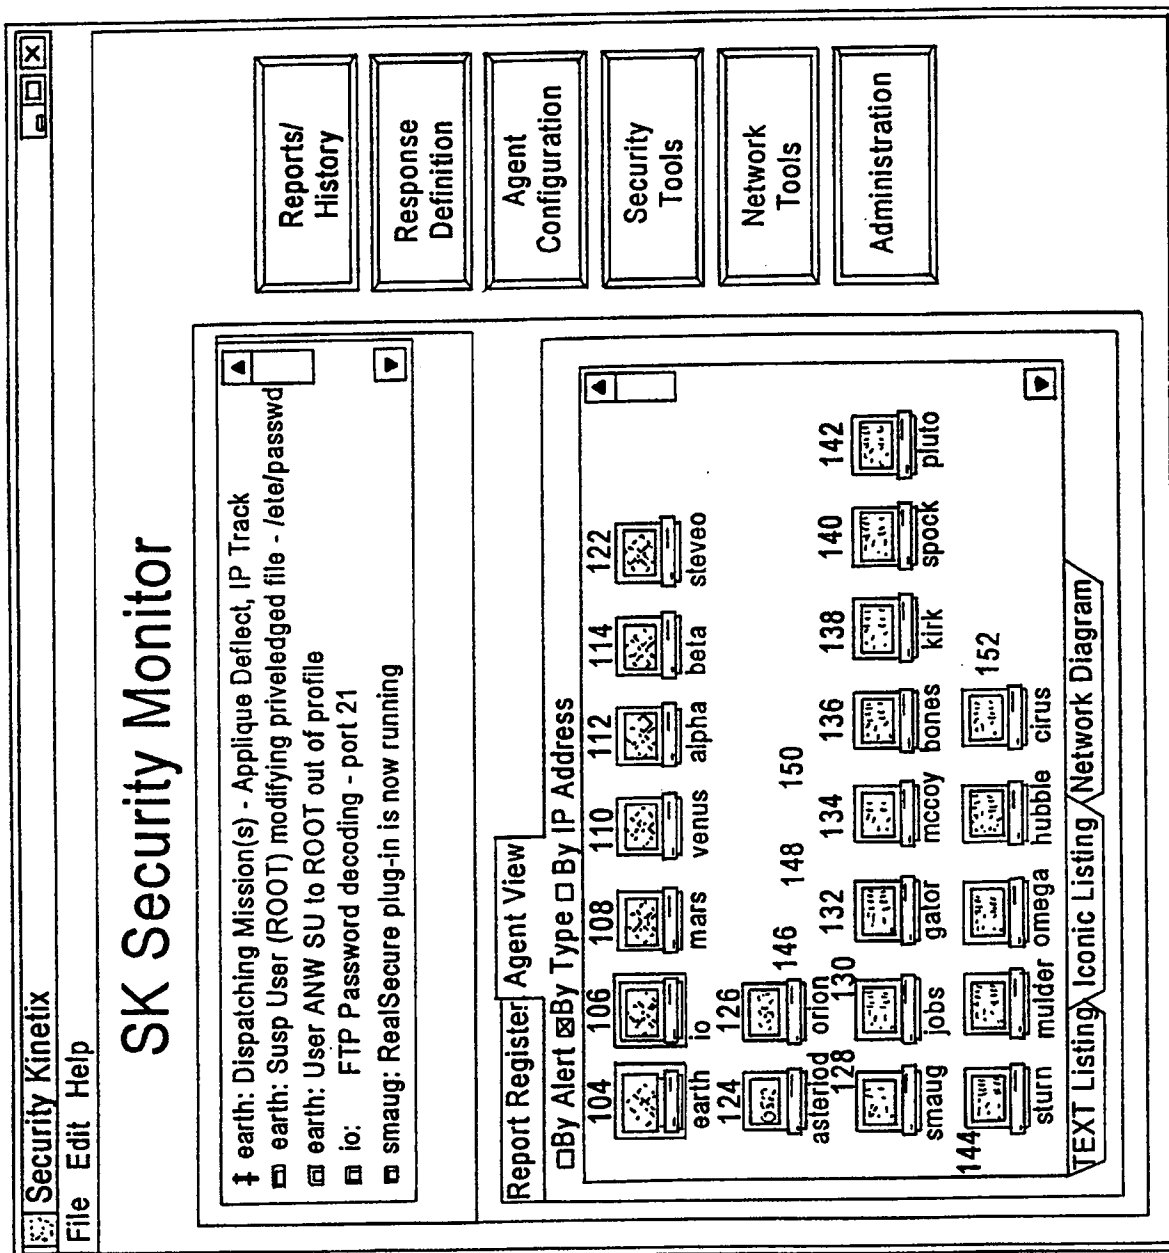 Security Kinetix
File Edit Help
SK Security Monitor
earth: Dispatching Mission(s) - Applique Deflect, IP Track
earth: Susp User (ROOT) modifying priveledged file - /ete/passwd
earth: User ANW SU to ROOT out of profile
io: FTP Password decoding - port 21
smaug: RealSecure plug-in is now running
Reports/
History
Response
Definition
Agent
Configuration
Security
Tools
Network
Tools
Administration
Report Register Agent View
By Alert By Type By IP Address
104 106 108 110 112 114 122
earth io mars venus alpha beta steveo
124 126 146 148 150
asteriod orion
128 130 132 134 136 138 140 142
smaug jobs gator mccoy bones kirk spock pluto
144 152
sturn mulder omega hubble cirus
TEXT Listing Iconic Listing Network Diagram